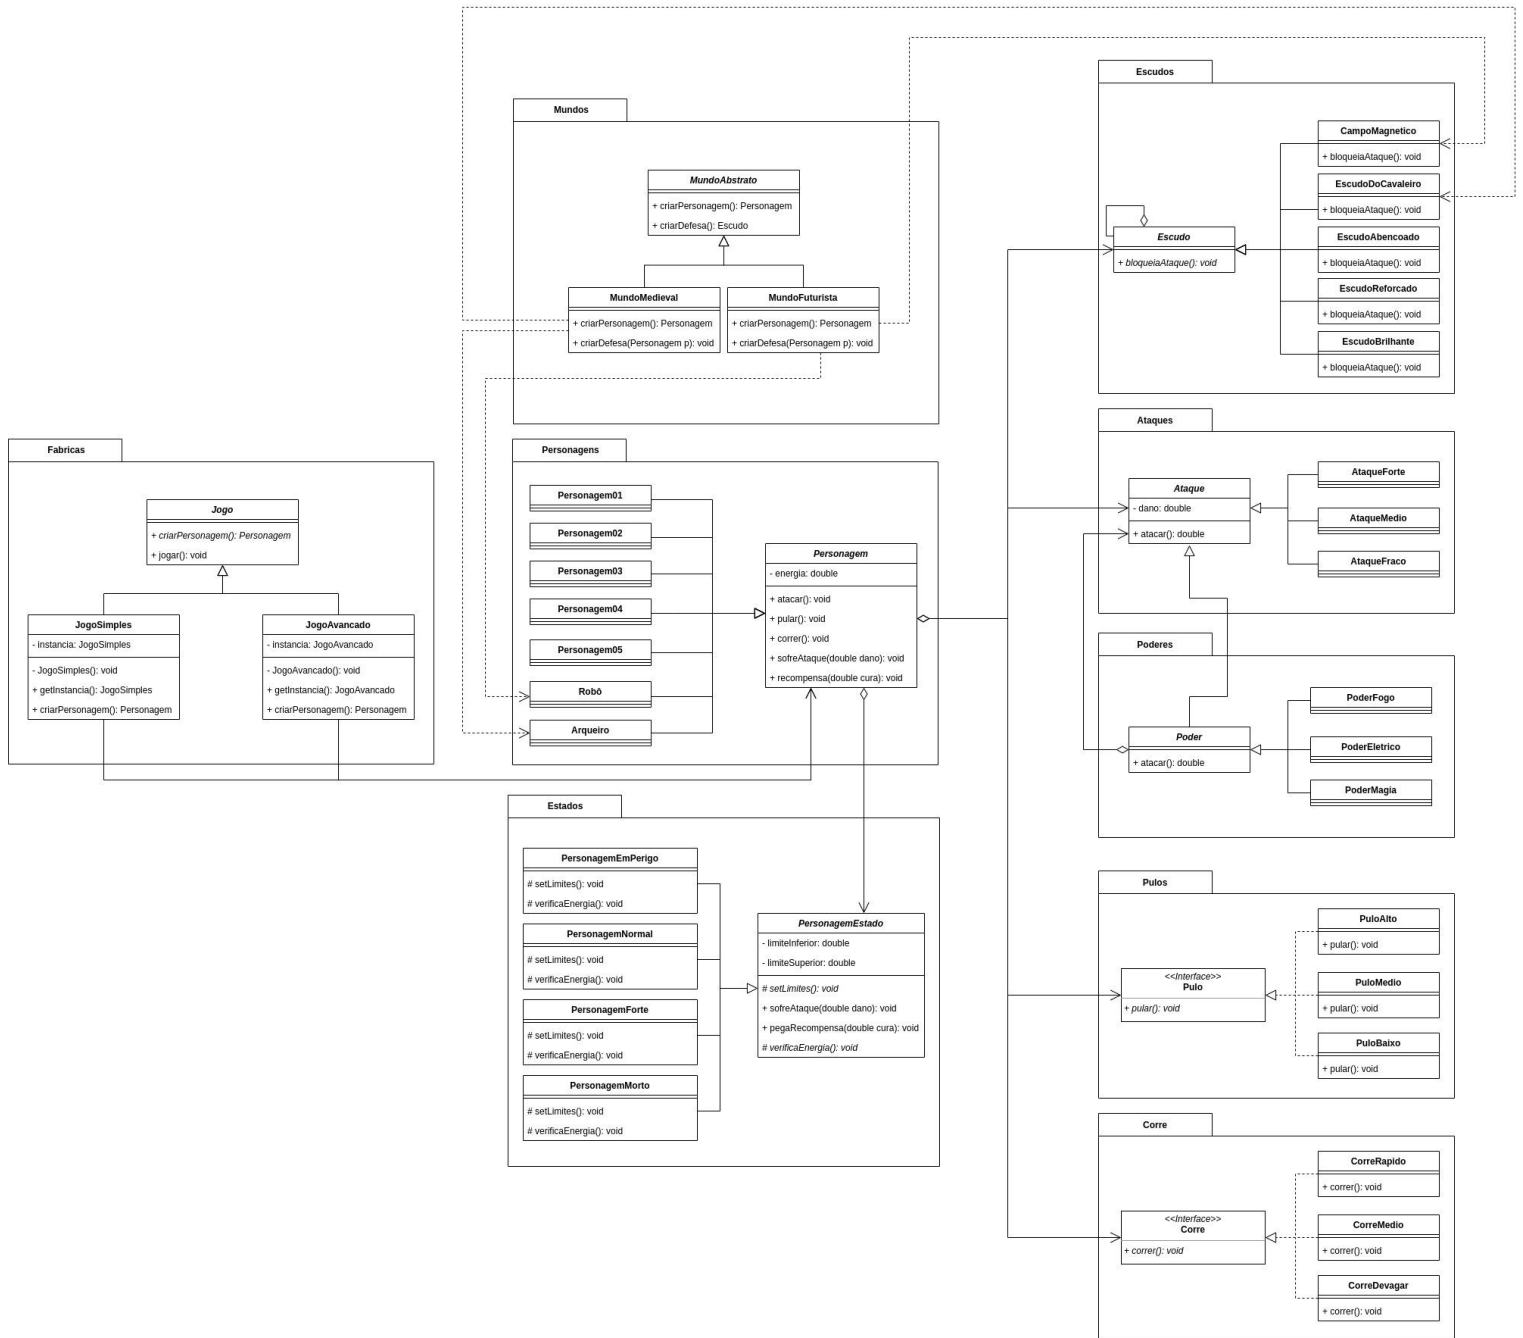 Escudos
CampoMagnetico
+ bloqueiaAtaque(): void
EscudoDoCavaleiro
+ bloqueiaAtaque(): void
Escudo
+ bloqueiaAtaque(): void
EscudoAbencoado
+ bloqueiaAtaque(): void
EscudoReforcado
+ bloqueiaAtaque(): void
EscudoBrilhante
+ bloqueiaAtaque(): void
Mundos
MundoAbstrato
+ criarPersonagem(): Personagem
+ criarDefesa(): Escudo
MundoMedieval
+ criarPersonagem(): Personagem
+ criarDefesa(Personagem p): void
MundoFuturista
+ criarPersonagem(): Personagem
+ criarDefesa(Personagem p): void
Fabricas
Jogo
+ criarPersonagem(): Personagem
+ jogar(): void
JogoSimples
- instancia: JogoSimples
- JogoSimples(): void
+ getInstancia(): JogoSimples
+ criarPersonagem(): Personagem
JogoAvancado
- instancia: JogoAvancado
- JogoAvancado(): void
+ getInstancia(): JogoAvancado
+ criarPersonagem(): Personagem
Personagens
Personagem01
Personagem02
Personagem03
Personagem04
Personagem05
Robô
Arqueiro
Personagem
- energia: double
+ atacar(): void
+ pular(): void
+ correr(): void
+ sofreAtaque(double dano): void
+ recompensa(double cura): void
Ataques
Ataque
- dano: double
+ atacar(): double
AtaqueForte
AtaqueMedio
AtaqueFraco
Poderes
Poder
+ atacar(): double
PoderFogo
PoderEletrico
PoderMagia
Estados
PersonagemEmPerigo
# setLimites(): void
# verificaEnergia(): void
PersonagemNormal
# setLimites(): void
# verificaEnergia(): void
PersonagemForte
# setLimites(): void
# verificaEnergia(): void
PersonagemMorto
# setLimites(): void
# verificaEnergia(): void
PersonagemEstado
- limiteInferior: double
- limiteSuperior: double
# setLimites(): void
+ sofreAtaque(double dano): void
+ pegaRecompensa(double cura): void
# verificaEnergia(): void
Pulos
<<Interface>>
Pulo
+ pular(): void
PuloAlto
+ pular(): void
PuloMedio
+ pular(): void
PuloBaixo
+ pular(): void
Corre
<<Interface>>
Corre
+ correr(): void
CorreRapido
+ correr(): void
CorreMedio
+ correr(): void
CorreDevagar
+ correr(): void